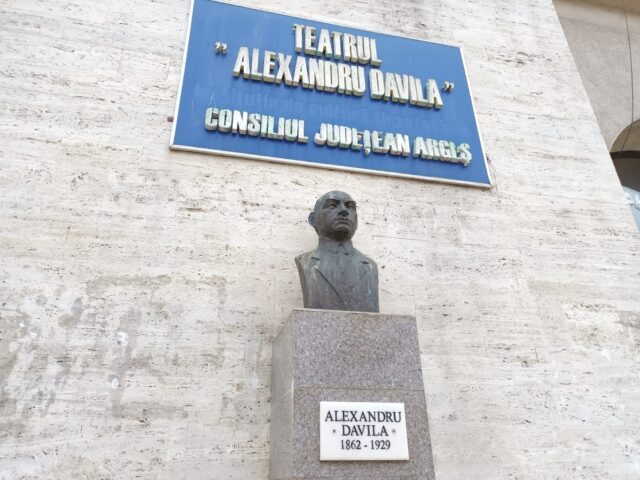 TEATRUL
"ALEXANDRU DAVILA"
CONSILIUL JUDEȚEAN ARGEȘ
ALEXANDRU
* DAVILA *
1862 - 1929